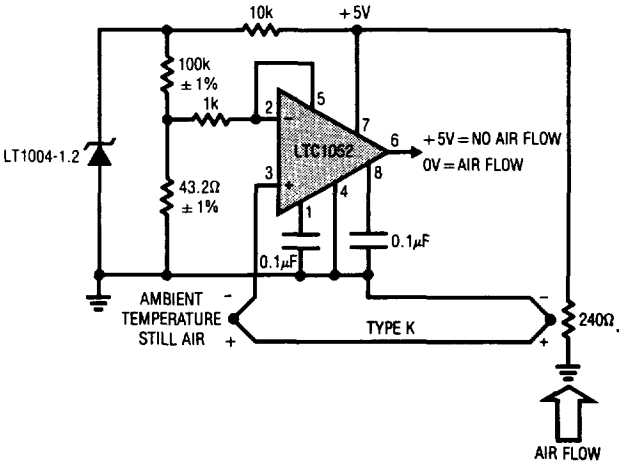 10k
+5V
100k
±1%
1k
2
5
-
7
LT1004-1.2
LTC1052
6
+5V = NO AIR FLOW
0V = AIR FLOW
3
+
8
4
43.2Ω
±1%
1
0.1µF
0.1µF
AMBIENT
TEMPERATURE
STILL AIR
-
+
TYPE K
-
+
240Ω
AIR FLOW